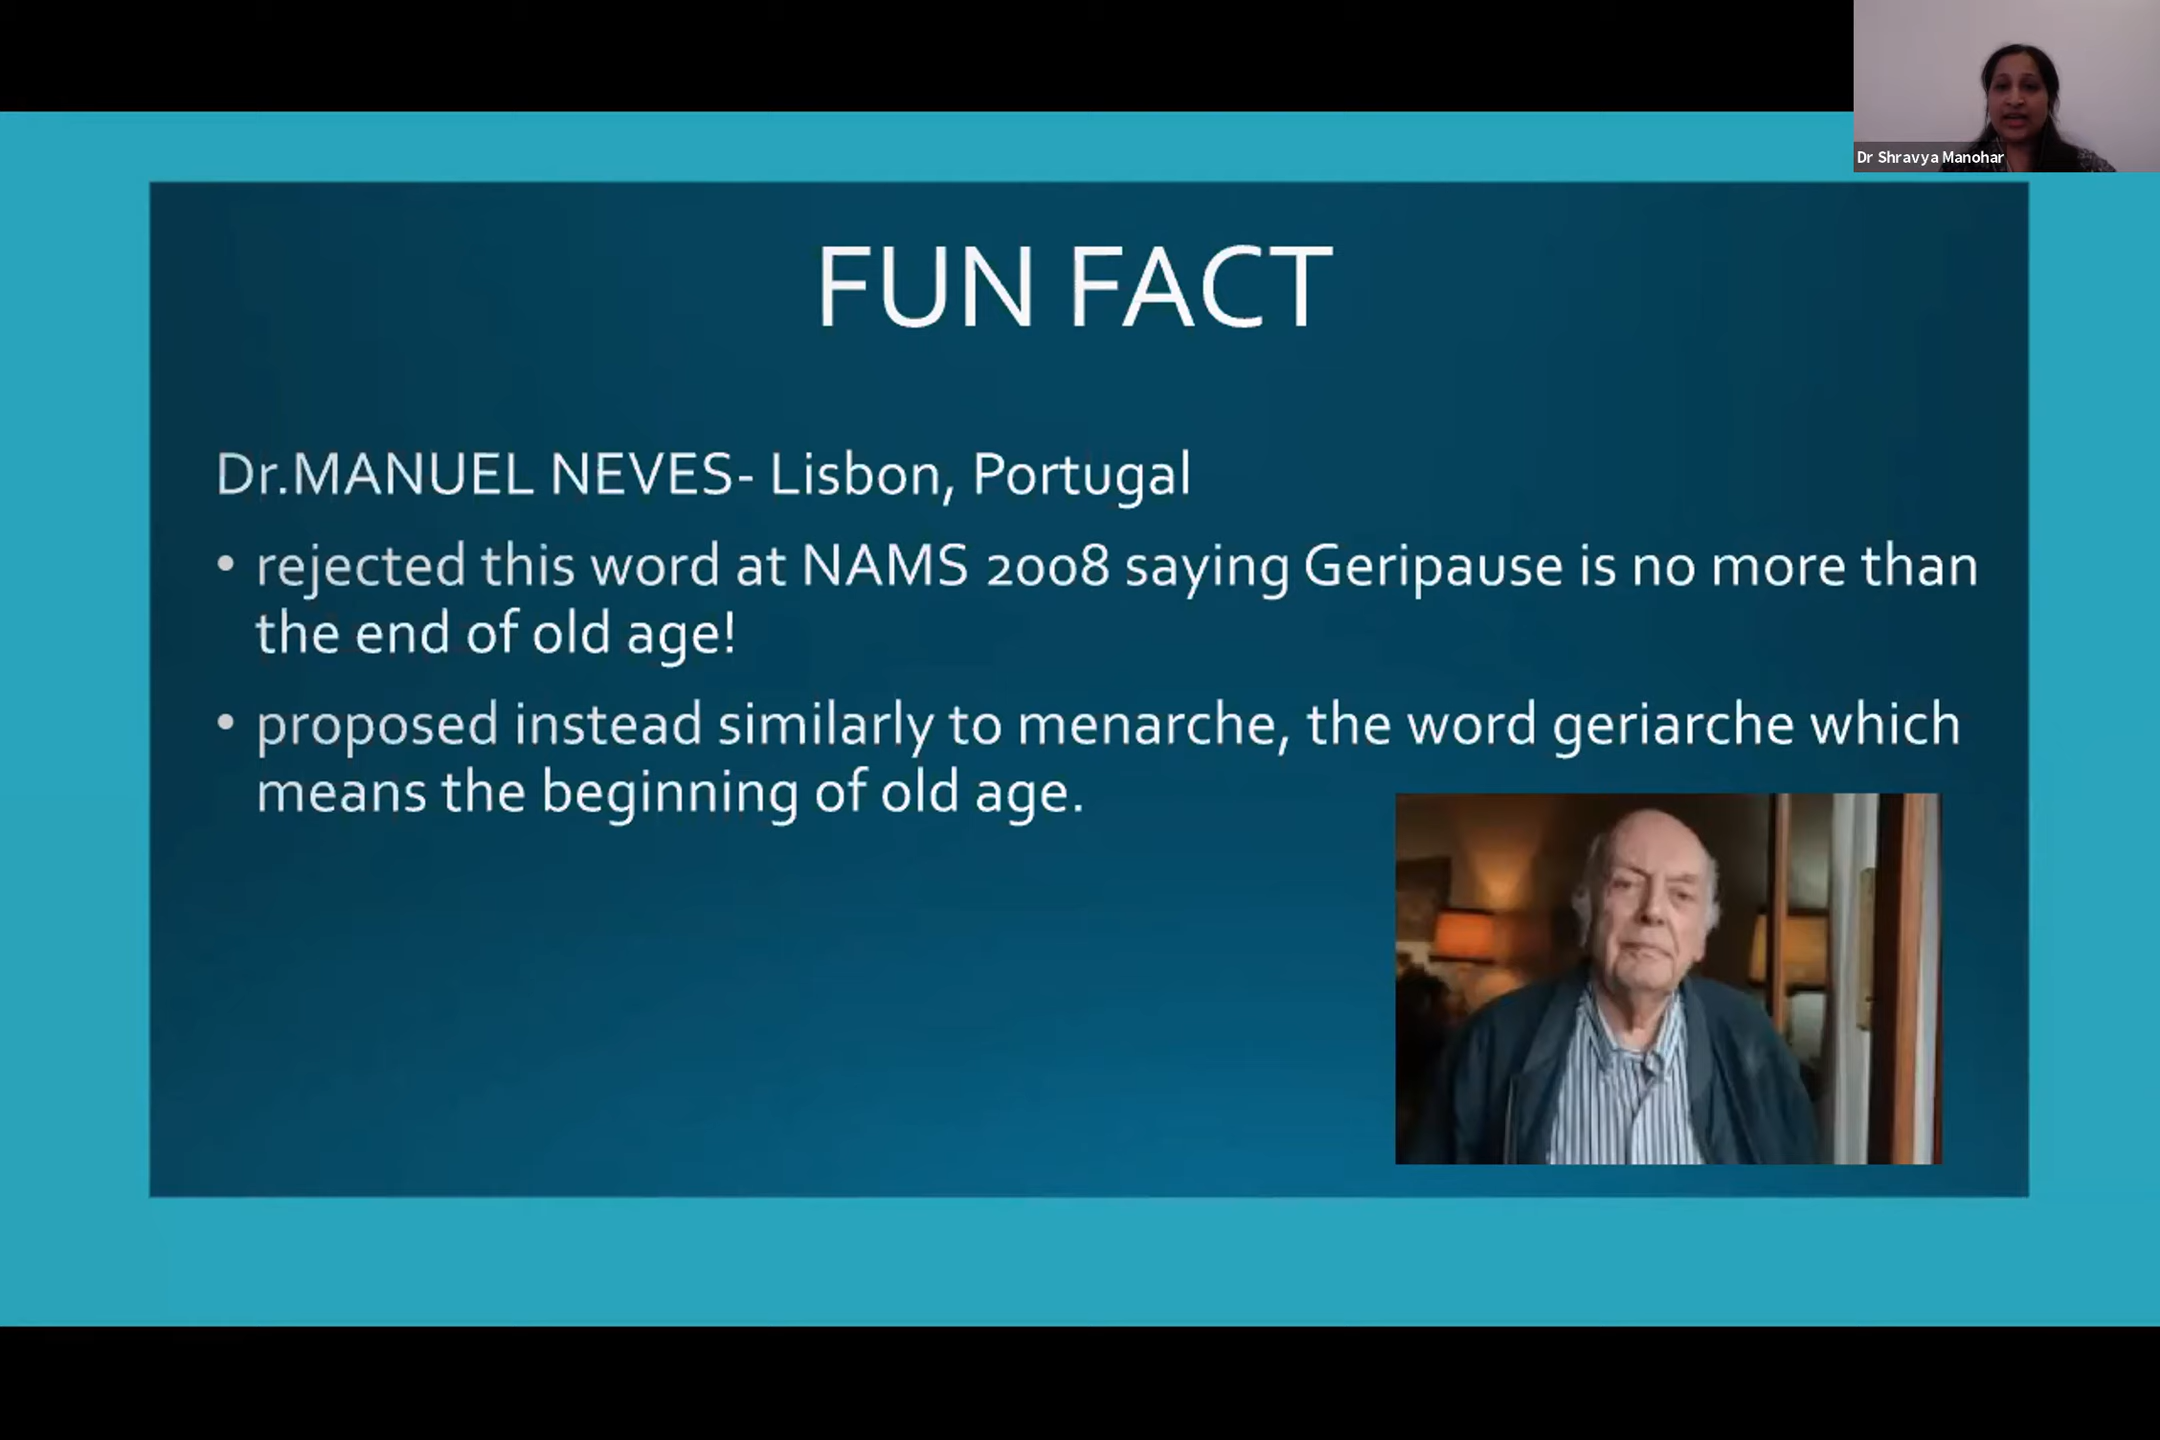 Dr Shravya Manohar
FUN FACT
Dr.MANUEL NEVES- Lisbon, Portugal
• rejected this word at NAMS 2008 saying Geripause is no more than
the end of old age!
• proposed instead similarly to menarche, the word geriarche which
means the beginning of old age.